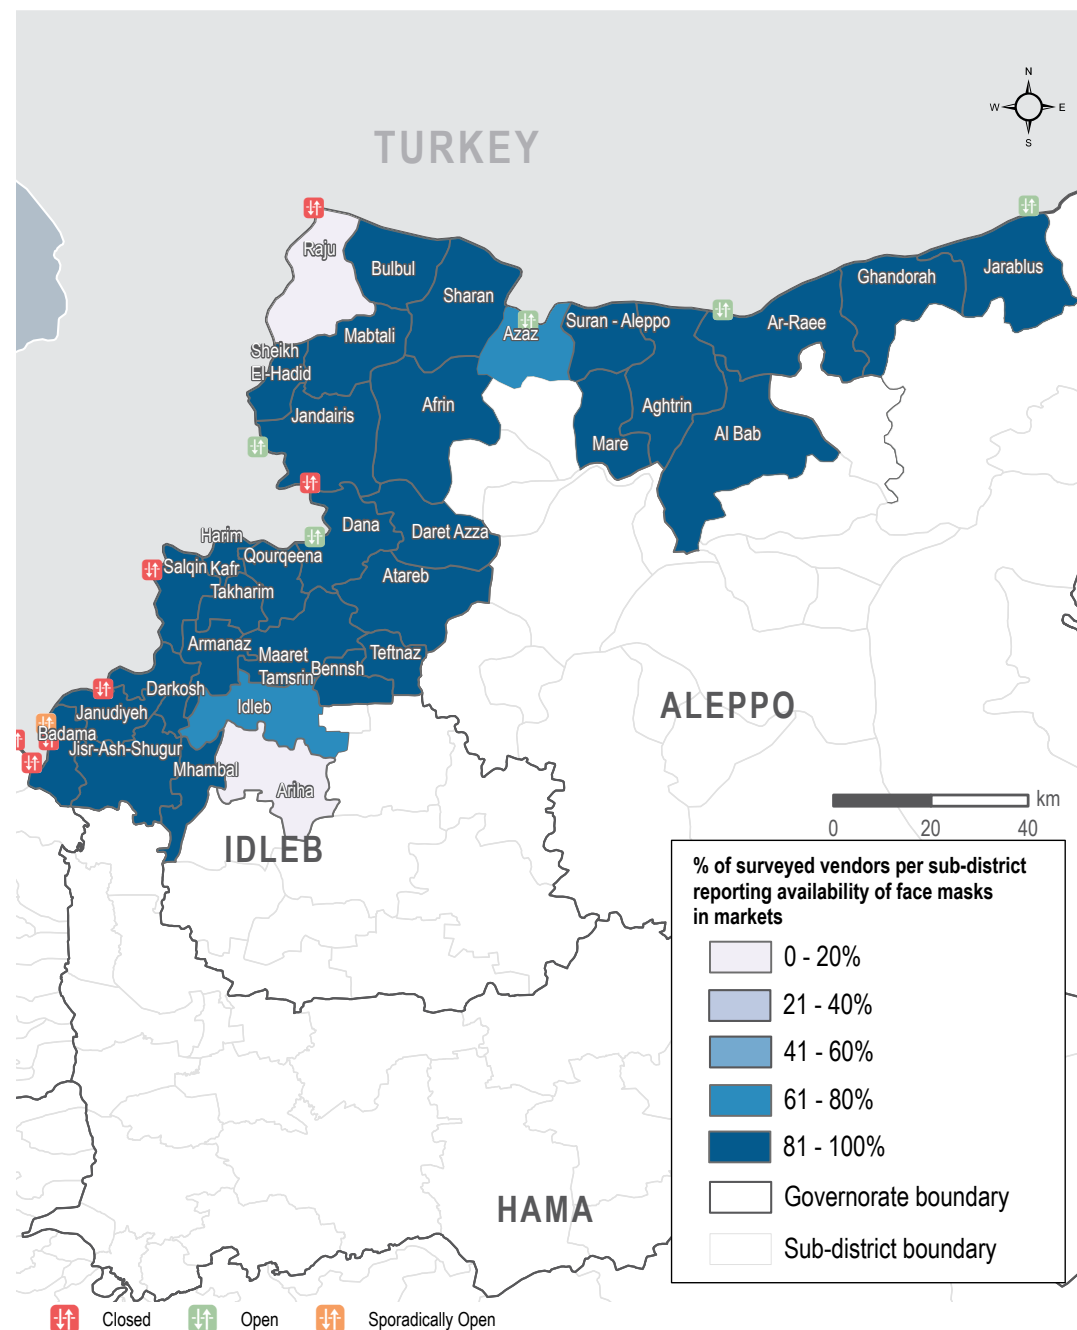 N
W
E
S
TURKEY
Raju
Bulbul
Sharan
Mabtali
Sheikh
El-Hadid
Jandairis
Afrin
Azaz
Suran - Aleppo
Ar-Raee
Ghandorah
Jarablus
Aghtrin
Mare
Al Bab
Dana
Daret Azza
Harim
Qourqeena
Salqin
Kafr
Takharim
Atareb
Armanaz
Maaret
Tamsrin
Bennsh
Teftnaz
Darkosh
Idleb
Janudiyeh
Badama
Jisr-Ash-Shugur
Mhambal
Ariha
ALEPPO
IDLEB
HAMA
km
0 20 40
% of surveyed vendors per sub-district
reporting availability of face masks
in markets
0 - 20%
21 - 40%
41 - 60%
61 - 80%
81 - 100%
Governorate boundary
Sub-district boundary
Closed
Open
Sporadically Open